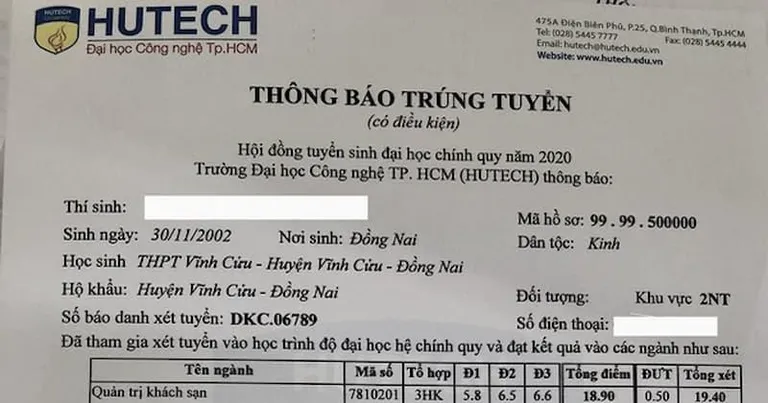 HUTECH
HUTECH
Đại học Công nghệ Tp.HCM
475A Điện Biên Phủ, P.25, Q.Bình Thạnh, Tp.HCM
Tel: (028) 5445 7777 Fax: (028) 5445 4444
Email: hutech@hutech.edu.vn
Website: www.hutech.edu.vn
THÔNG BÁO TRÚNG TUYỂN
(có điều kiện)
Hội đồng tuyển sinh đại học chính quy năm 2020
Trường Đại học Công nghệ TP. HCM (HUTECH) thông báo:
Thí sinh:
Mã hồ sơ: 99.99.500000
Sinh ngày: 30/11/2002 Nơi sinh: Đồng Nai Dân tộc: Kinh
Học sinh THPT Vĩnh Cửu - Huyện Vĩnh Cửu - Đồng Nai
Hộ khẩu: Huyện Vĩnh Cửu - Đồng Nai Đối tượng: Khu vực 2NT
Số báo danh xét tuyển: DKC.06789 Số điện thoại:
Đã tham gia xét tuyển vào học trình độ đại học hệ chính quy và đạt kết quả vào các ngành như sau:
Tên ngành Mã số Tổ hợp Đ1 Đ2 Đ3 Tổng điểm ĐƯT Tổng xét
Quản trị khách sạn 7810201 3HK 5.8 6.5 6.6 18.90 0.50 19.40